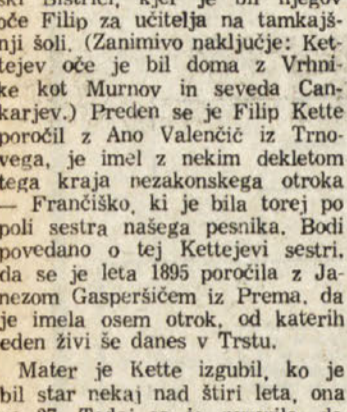 ski Bistrici, kjer je bil njegov
oče Filip za učitelja na tamkajš-
nji šoli. (Zanimivo naključje: Ket-
tejev oče je bil doma z Vrhni-
ke kot Murnov in seveda Can-
karjev.) Preden se je Filip Kette
poročil z Ano Valenčič iz Trno-
vega, je imel z nekim dekletom
tega kraja nezakonskega otroka
— Frančiško, ki je bila torej po
poli sestra našega pesnika. Bodi
povedano o tej Kettejevi sestri,
da se je leta 1895 poročila z Ja-
nezom Gasperšičem iz Prema, da
je imela osem otrok, od katerih
eden živi še danes v Trstu.
Mater je Kette izgubil, ko je
bil star nekaj nad štiri leta, ona